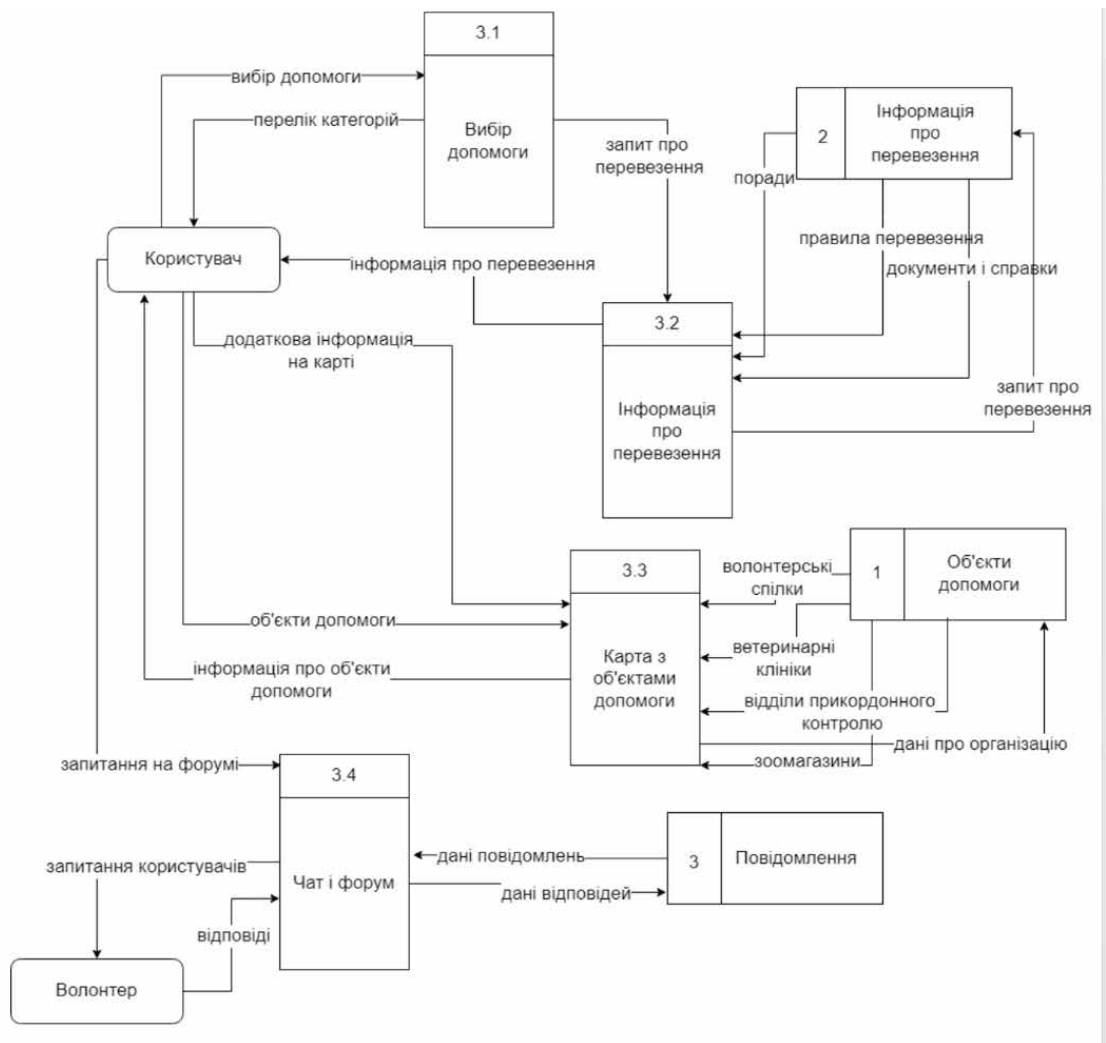 3.1
вибір допомоги
перелік категорій
Вибір
допомоги
запит про
перевезення
2
Інформація
про
перевезення
поради
правила перевезення
документи і справки
Користувач
інформація про перевезення
3.2
Інформація
про
перевезення
запит про
перевезення
додаткова інформація
на карті
3.3
Карта з
об'єктами
допомоги
волонтерські
спілки
1
Об'єкти
допомоги
об'єкти допомоги
ветеринарні
клініки
інформація про об'єкти
допомоги
відділи прикордонного
контролю
дані про організацію
зоомагазини
запитання на форумі
3.4
Чат і форум
запитання користувачів
дані повідомлень
3
Повідомлення
дані відповідей
відповіді
Волонтер